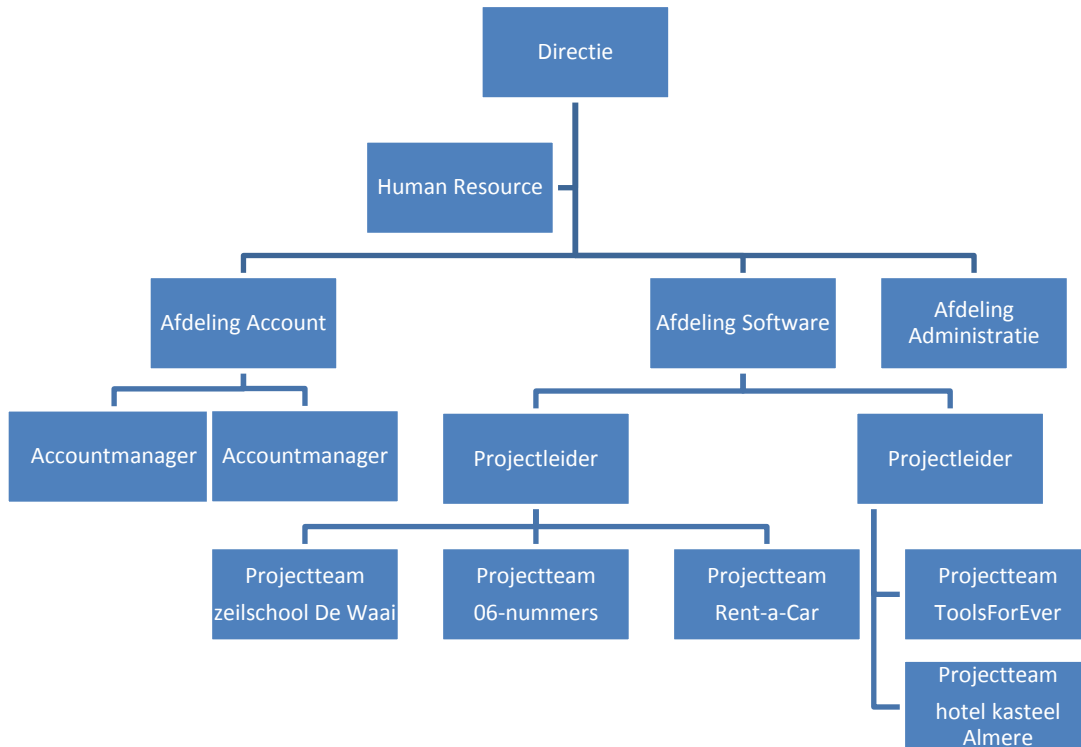 Directie
Human Resource
Afdeling Account
Afdeling Software
Afdeling
Administratie
Accountmanager
Accountmanager
Projectleider
Projectleider
Projectteam
zeilschool De Waai
Projectteam
06-nummers
Projectteam
Rent-a-Car
Projectteam
ToolsForEver
Projectteam
hotel kasteel
Almere